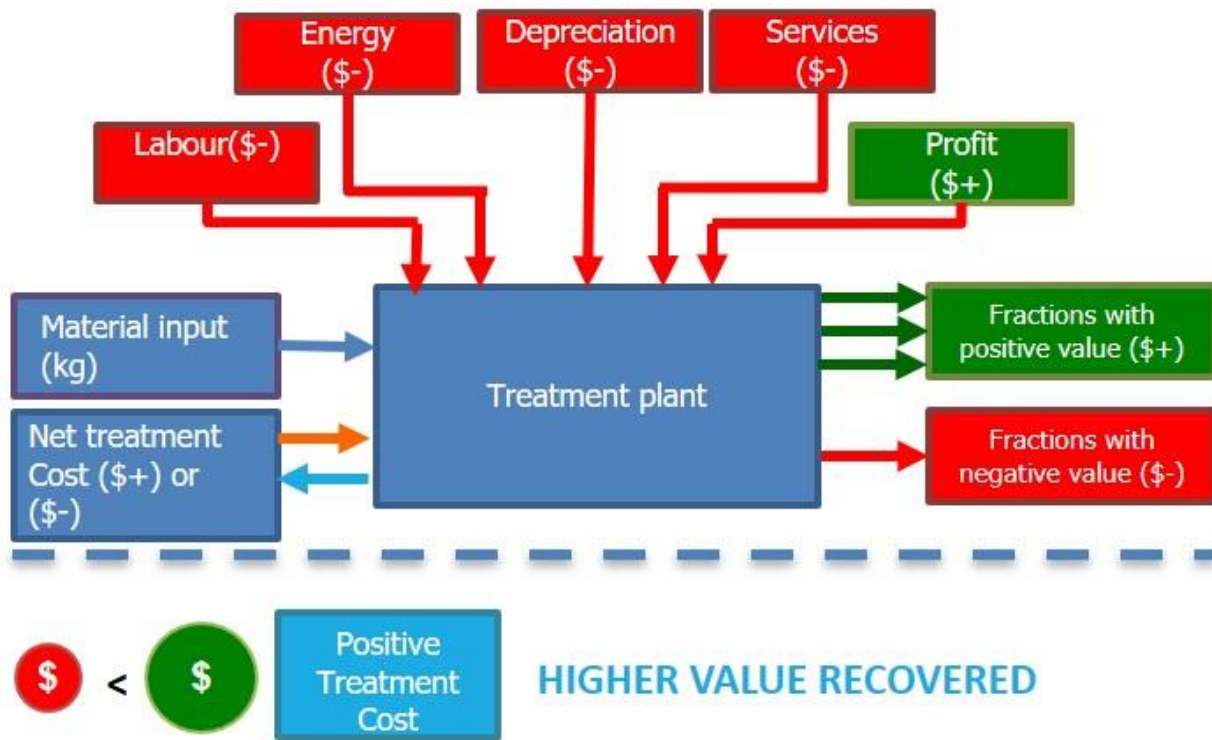 Energy
($-)
Depreciation
($-)
Services
($-)
Labour($-)
Profit
($+)
Material input
(kg)
Net treatment
Cost ($+) or
($-)
Treatment plant
Fractions with
positive value ($+)
Fractions with
negative value ($-)
$ < $
Positive
Treatment
Cost
HIGHER VALUE RECOVERED